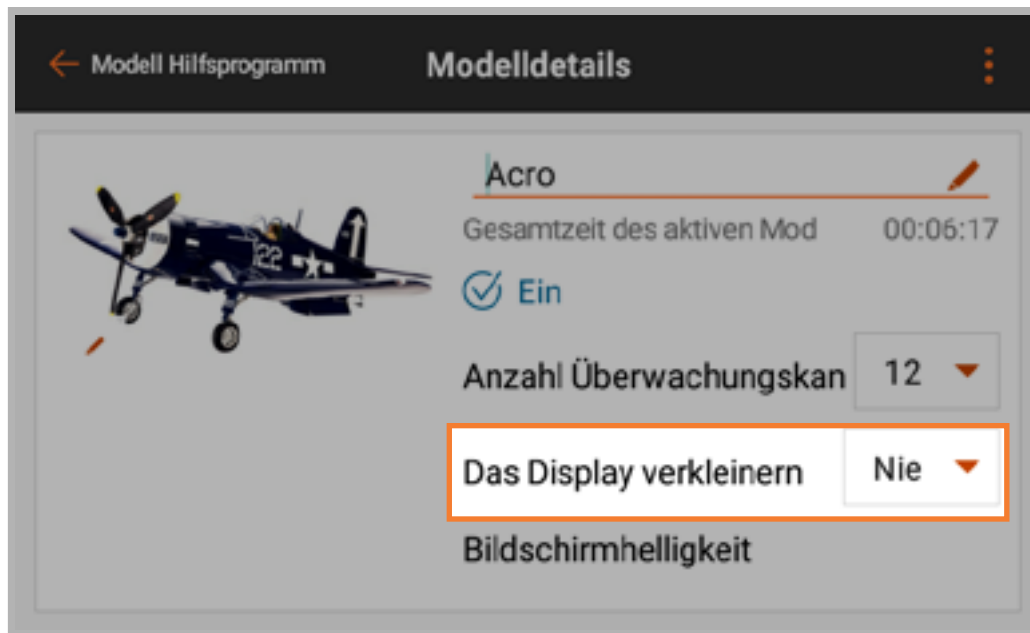 Modell Hilfsprogramm Modelldetails
Acro
Gesamtzeit des aktiven Mod 00:06:17
Ein
Anzahl Überwachungskan 12
Das Display verkleinern Nie
Bildschirmhelligkeit
122